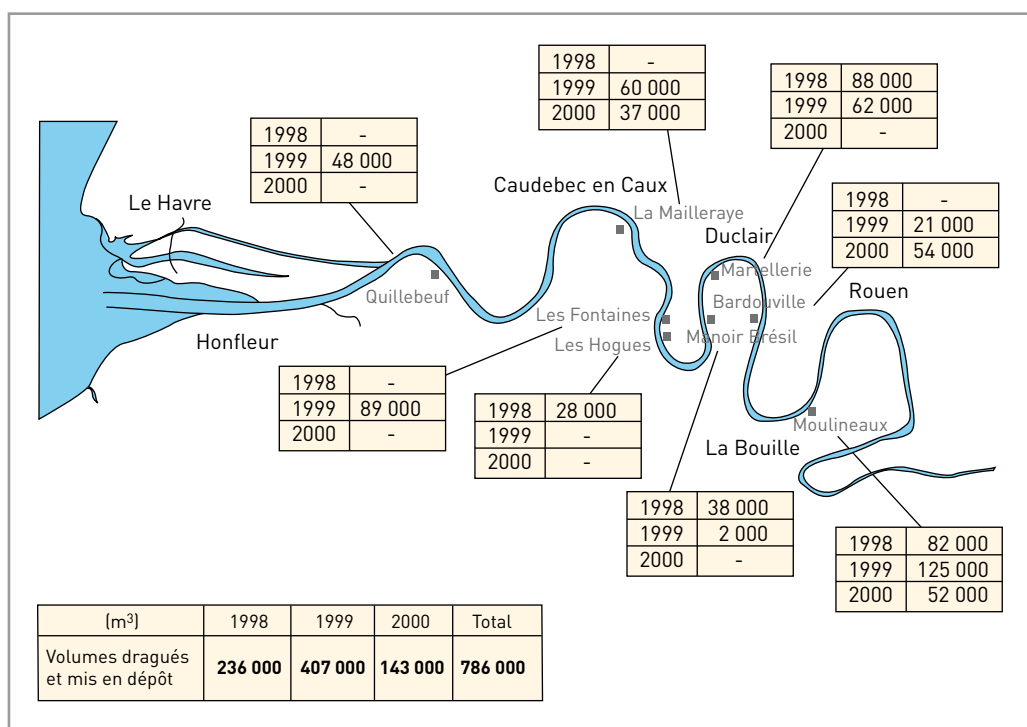 1998 -
1999 60 000
2000 37 000
1998 88 000
1999 62 000
2000 -
1998 -
1999 48 000
2000 -
Caudebec en Caux
Le Havre
La Mailleraye
Duclair
1998 -
1999 21 000
2000 54 000
Martellerie
Quillebeuf
Bardouville
Rouen
Les Fontaines
Honfleur
Les Hogues
Manoir Brésil
1998 -
1999 89 000
2000 -
1998 28 000
1999 -
2000 -
Moulineaux
La Bouille
1998 38 000
1999 2 000
2000 -
1998 82 000
1999 125 000
2000 52 000
(m³) 1998 1999 2000 Total
Volumes dragués
et mis en dépôt 236 000 407 000 143 000 786 000